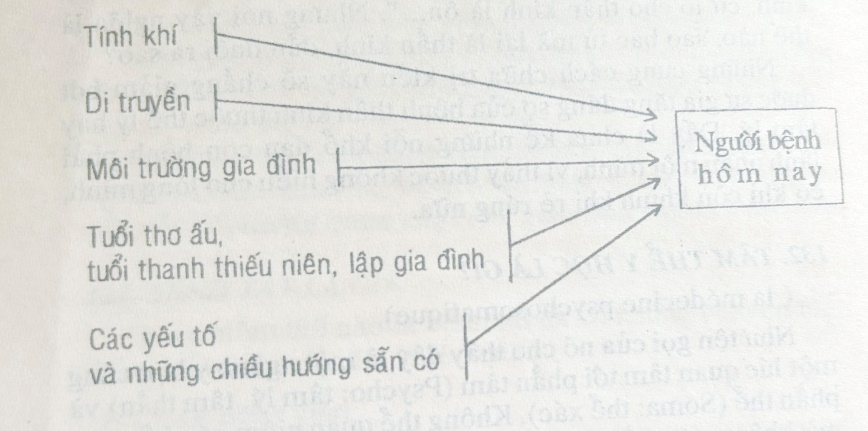 Tính khí
Di truyền
Môi trường gia đình
Tuổi thơ ấu,
tuổi thanh thiếu niên, lập gia đình
Các yếu tố
và những chiều hướng sẵn có
Người bệnh
hôm nay